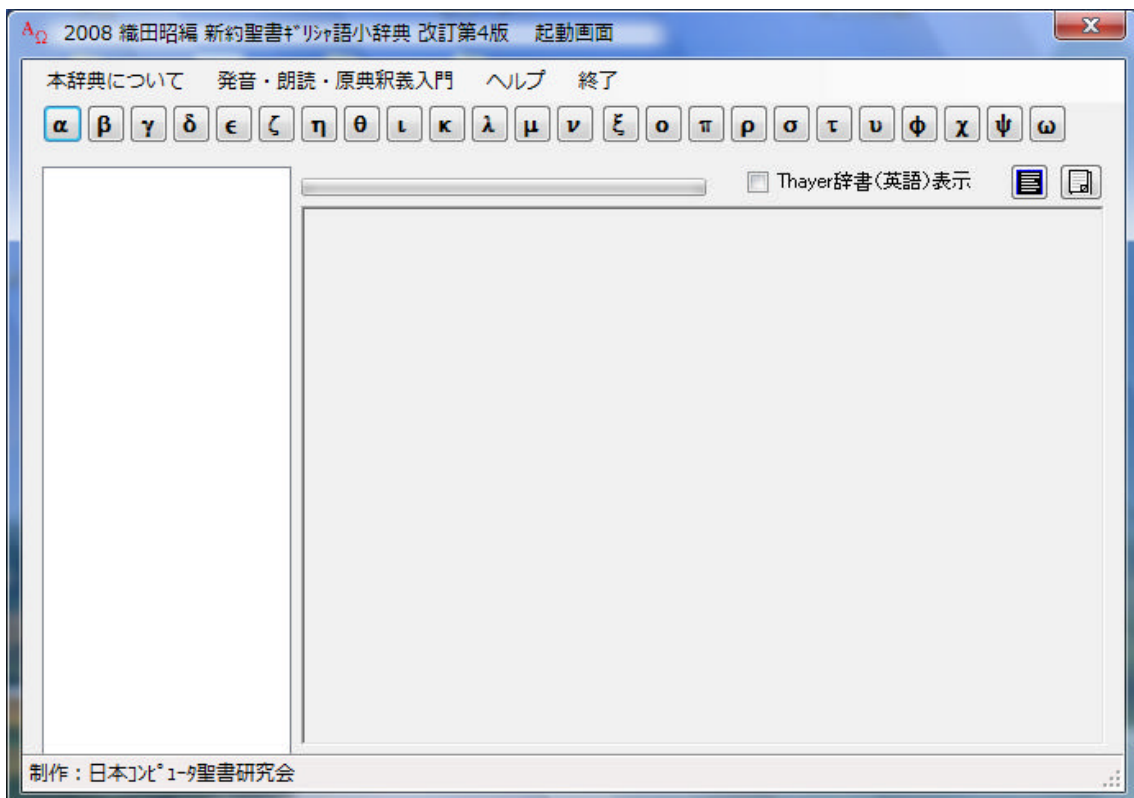 ΑΩ 2008 織田昭編 新約聖書ｷﾞﾘｼｬ語小辞典 改訂第4版 起動画面
本辞典について 発音・朗読・原典釈義入門 ヘルプ 終了
α β γ δ ϵ ζ η θ ι κ λ μ ν ξ ο π ρ σ τ υ φ χ ψ ω
Thayer辞書(英語)表示
制作：日本ｺﾝﾋﾟｭｰﾀ聖書研究会